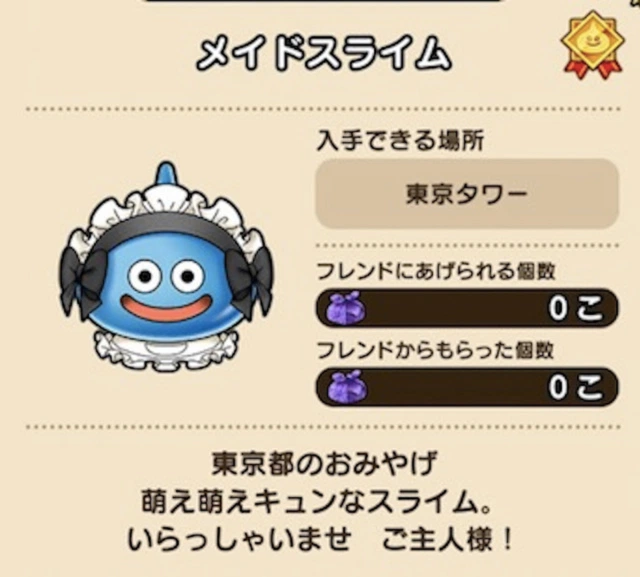 メイドスライム
入手できる場所
東京タワー
フレンドにあげられる個数
0こ
フレンドからもらった個数
0こ
東京都のおみやげ
萌え萌えキュンなスライム。
いらっしゃいませ　ご主人様！